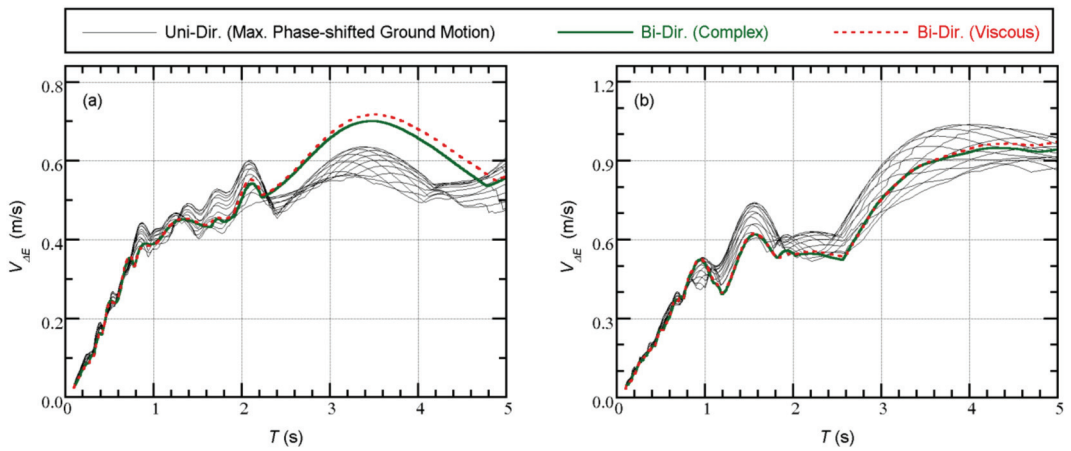 Uni-Dir. (Max. Phase-shifted Ground Motion) Bi-Dir. (Complex) Bi-Dir. (Viscous)
(a)
0.8
0.6
0.4
0.2
0.0
V_ΔE (m/s)
0 1 2 3 4 5
T (s)
(b)
1.2
0.9
0.6
0.3
0.0
V_ΔE (m/s)
0 1 2 3 4 5
T (s)